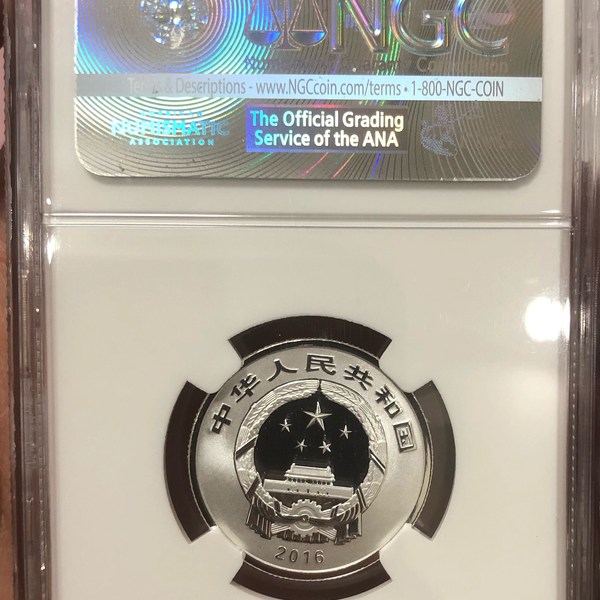 NGC
Terms & Descriptions - www.NGCcoin.com/terms • 1-800-NGC-COIN
NUMISMATIC
ASSOCIATION
The Official Grading
Service of the ANA
中华人民共和国
2016